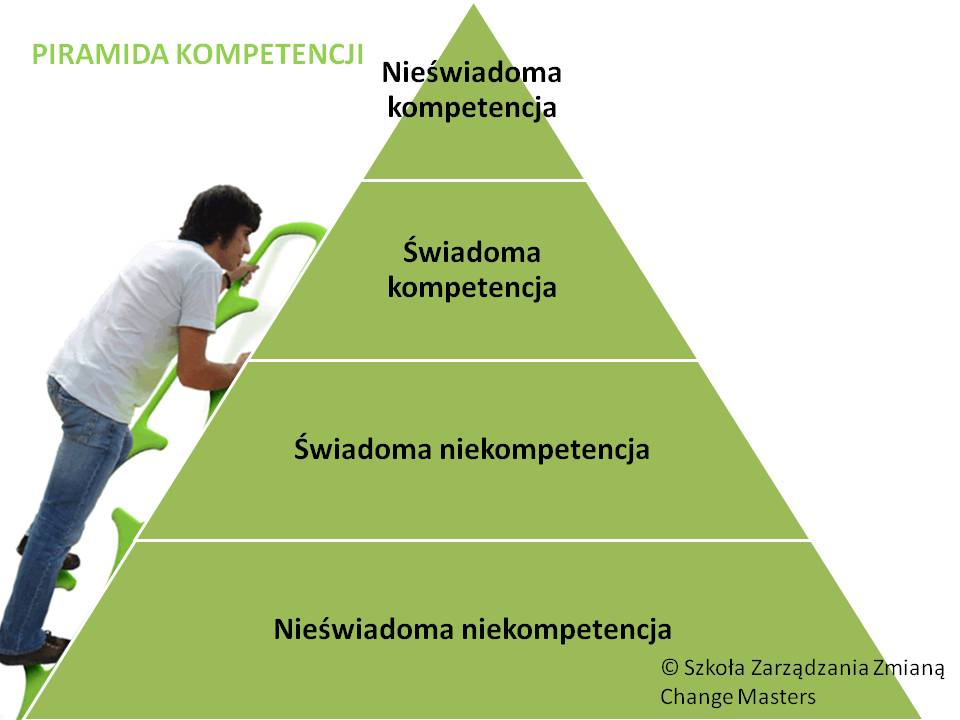 PIRAMIDA KOMPETENCJI
Nieświadoma
kompetencja
Świadoma
kompetencja
Świadoma niekompetencja
Nieświadoma niekompetencja
© Szkoła Zarządzania Zmianą
Change Masters